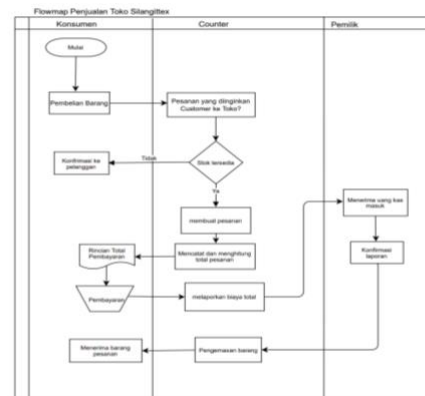 Flowmap Penjualan Toko Silangittex
Konsumen
Counter
Pemilik
Mulai
Pembelian Barang
Pesanan yang diinginkan
Customer ke Toko?
Konfirmasi ke
pelanggan
Tidak
Stok tersedia
Ya
membuat pesanan
Mencatat dan menghitung
total pesanan
Rincian Total
Pembayaran
Pembayaran
melaporkan biaya total
Menerima uang kas
masuk
Konfirmasi
laporan
Pengemasan barang
Menerima barang
pesanan